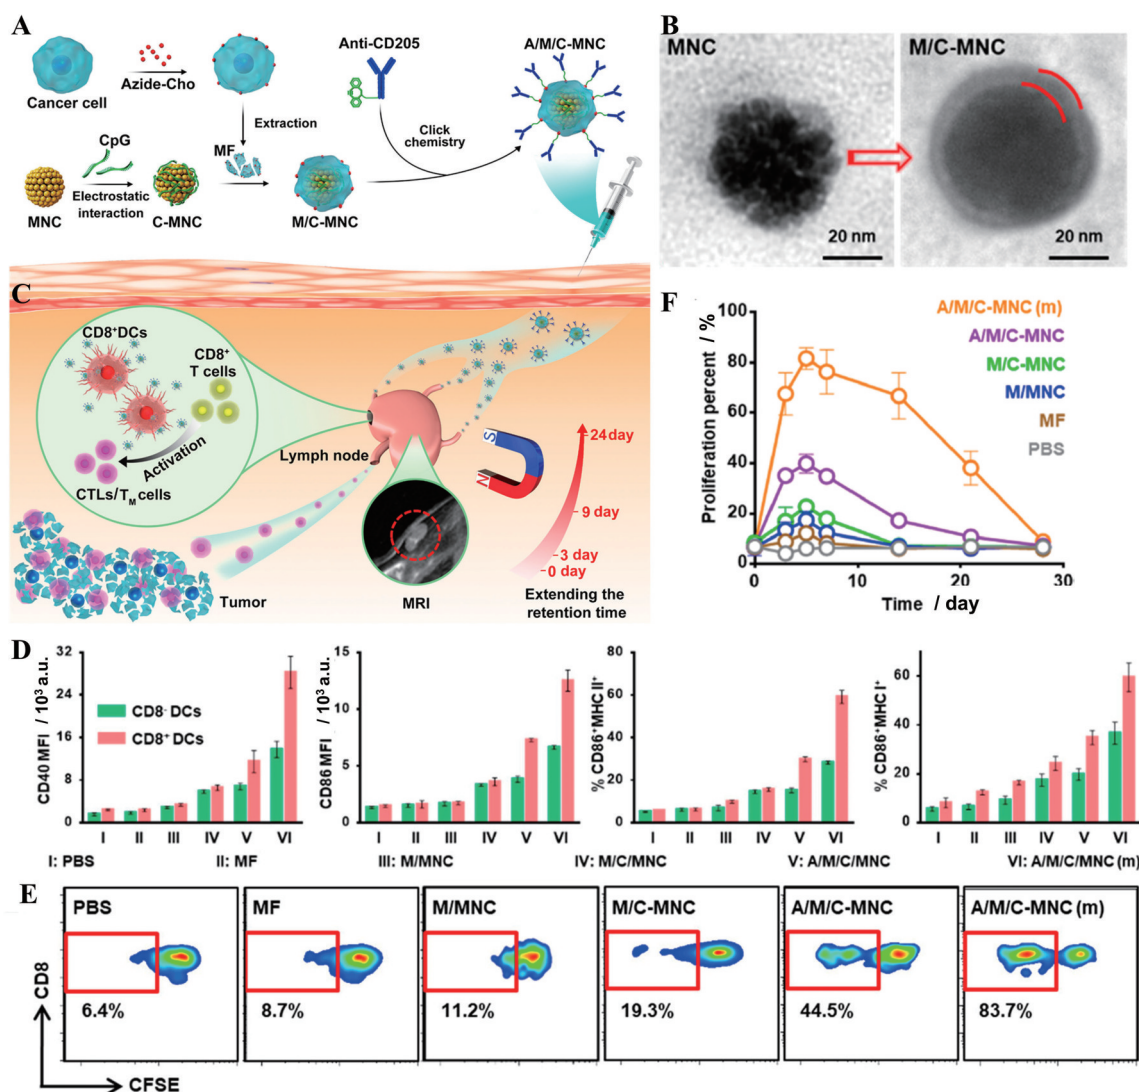 A
Cancer cell
Azide-Cho
Extraction
Anti-CD205
A/M/C-MNC
Click
chemistry
CpG
MF
Electrostatic
interaction
MNC
C-MNC
M/C-MNC
B
MNC
M/C-MNC
20 nm
20 nm
C
CD8⁺DCs
CD8⁺
T cells
Activation
CTLs/T_M cells
Lymph node
S
N
24 day
9 day
3 day
0 day
Tumor
MRI
Extending the
retention time
F
Proliferation percent / %
100
80
60
40
20
0
0
10
20
30
Time / day
A/M/C-MNC (m)
A/M/C-MNC
M/C-MNC
M/MNC
MF
PBS
D
CD40 MFI / 10³ a.u.
32
24
16
8
0
CD8⁻ DCs
CD8⁺ DCs
I II III IV V VI
CD86 MFI / 10³ a.u.
15
10
5
0
I II III IV V VI
% CD86⁺MHC II⁺
80
60
40
20
0
I II III IV V VI
% CD86⁺MHC I⁺
60
40
20
0
I II III IV V VI
I: PBS II: MF III: M/MNC IV: M/C/MNC V: A/M/C/MNC VI: A/M/C/MNC (m)
E
CD8
CFSE
PBS
6.4%
MF
8.7%
M/MNC
11.2%
M/C-MNC
19.3%
A/M/C-MNC
44.5%
A/M/C-MNC (m)
83.7%